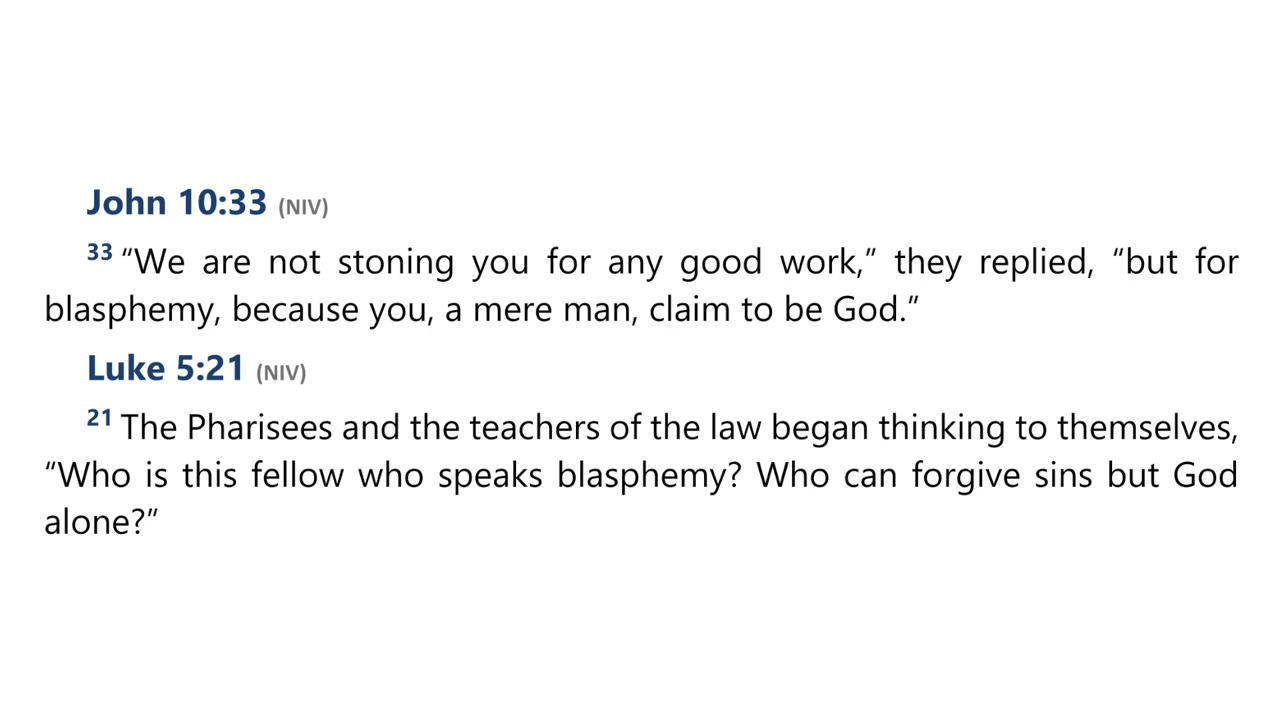 John 10:33 (NIV)
33 “We are not stoning you for any good work,” they replied, “but for
blasphemy, because you, a mere man, claim to be God.”
Luke 5:21 (NIV)
21 The Pharisees and the teachers of the law began thinking to themselves,
“Who is this fellow who speaks blasphemy? Who can forgive sins but God
alone?”